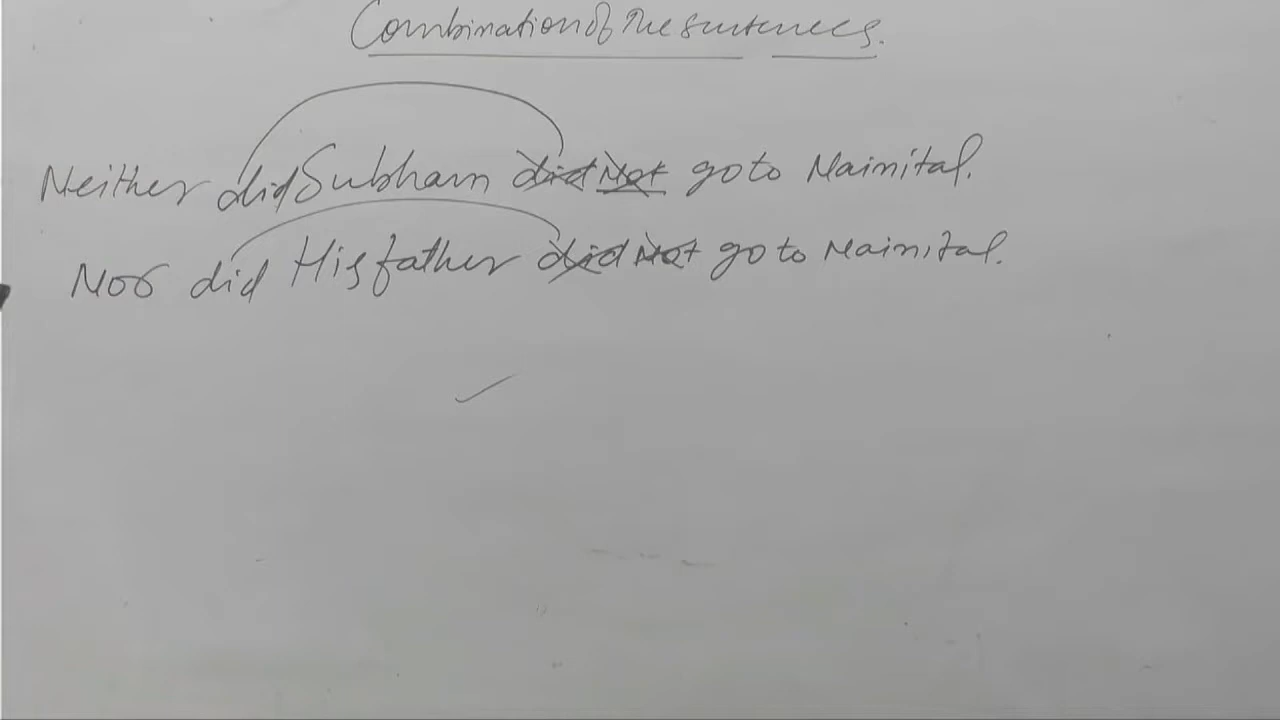 Combination of the sentences.
Neither did Subham did Not go to Nainital.
Nor did His father did Not go to Nainital.